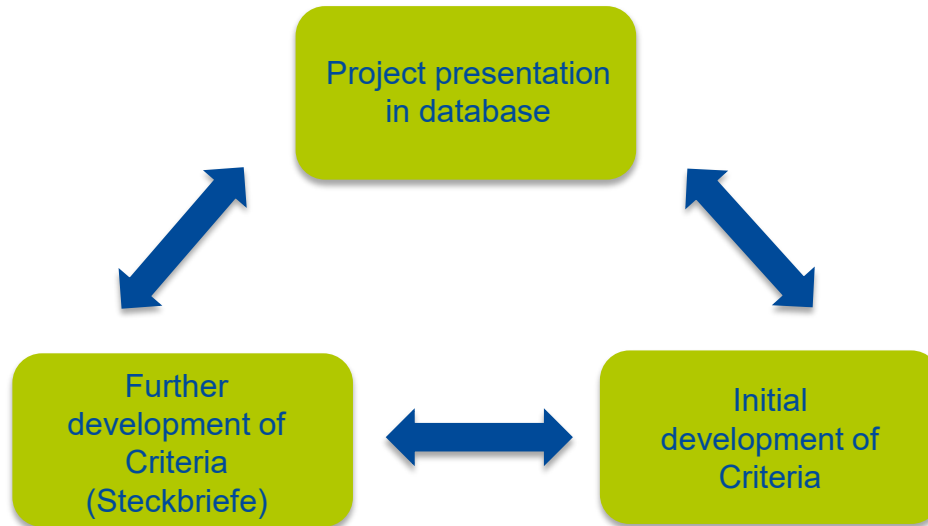 Project presentation
in database
Further
development of
Criteria
(Steckbriefe)
Initial
development of
Criteria